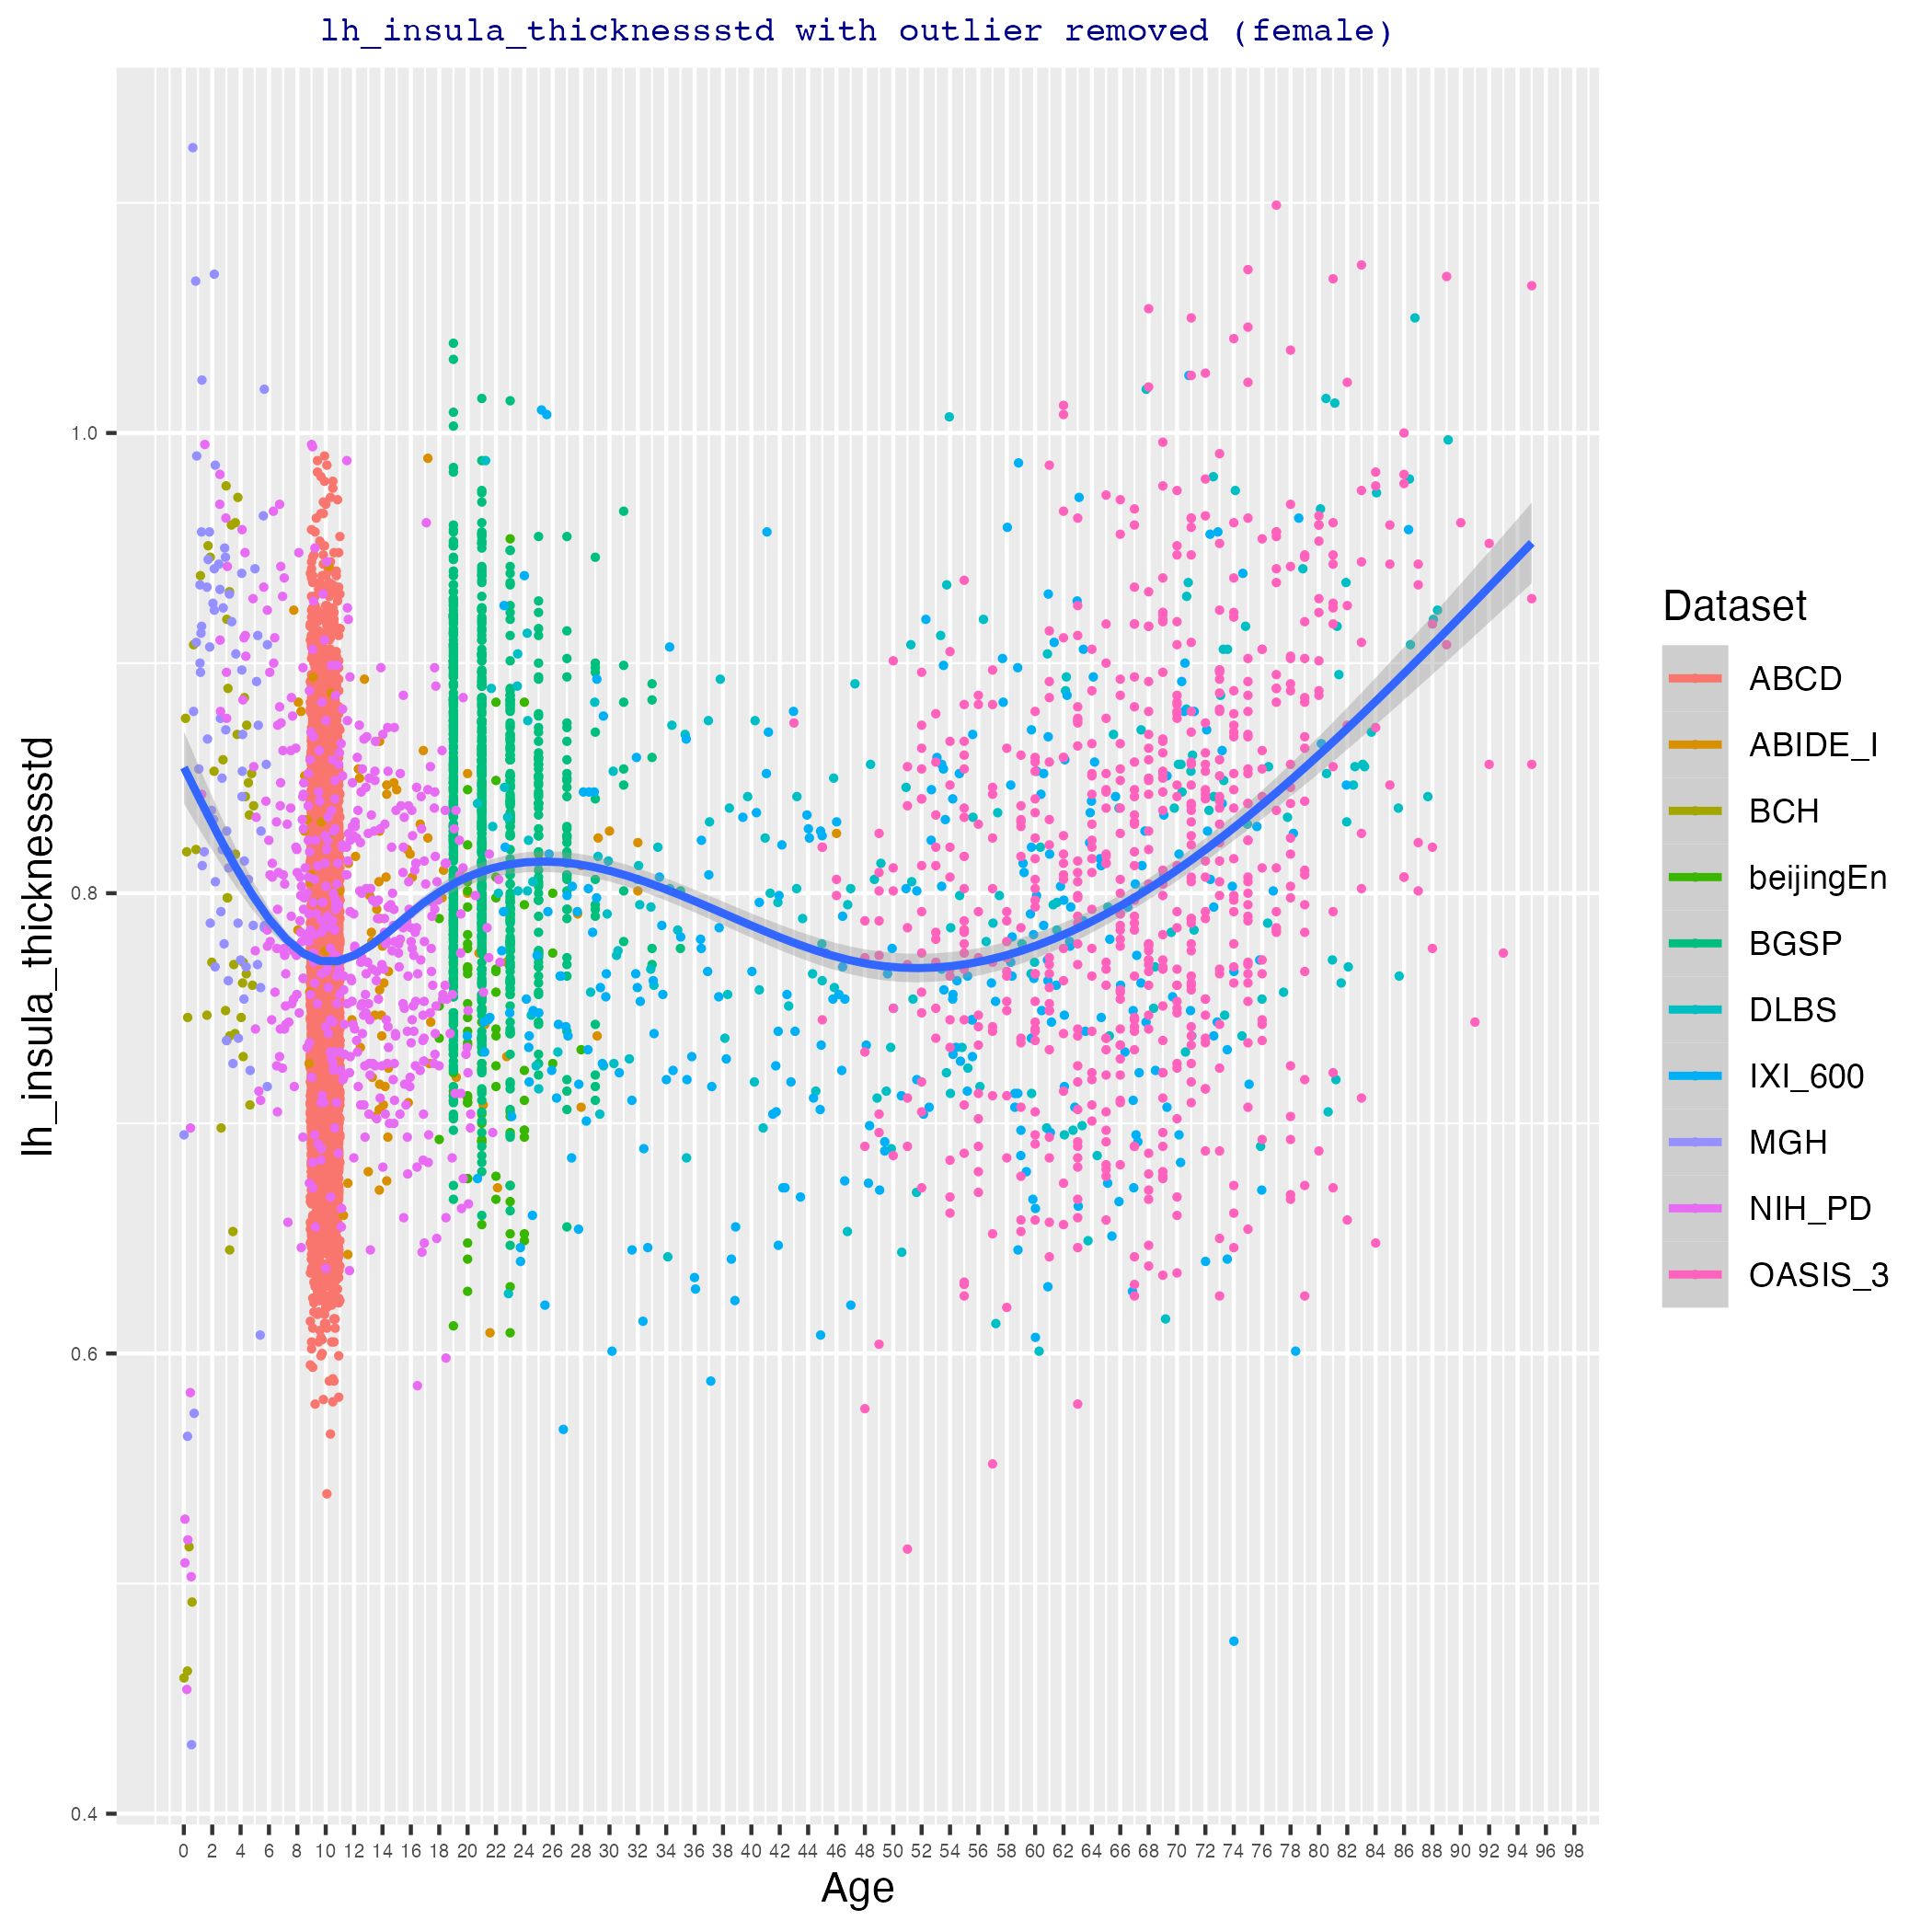 lh_insula_thicknessstd with outlier removed (female)
lh_insula_thicknessstd
1.0
0.8
0.6
0.4
0 2 4 6 8 10 12 14 16 18 20 22 24 26 28 30 32 34 36 38 40 42 44 46 48 50 52 54 56 58 60 62 64 66 68 70 72 74 76 78 80 82 84 86 88 90 92 94 96 98
Age
Dataset
ABCD
ABIDE_I
BCH
beijingEn
BGSP
DLBS
IXI_600
MGH
NIH_PD
OASIS_3